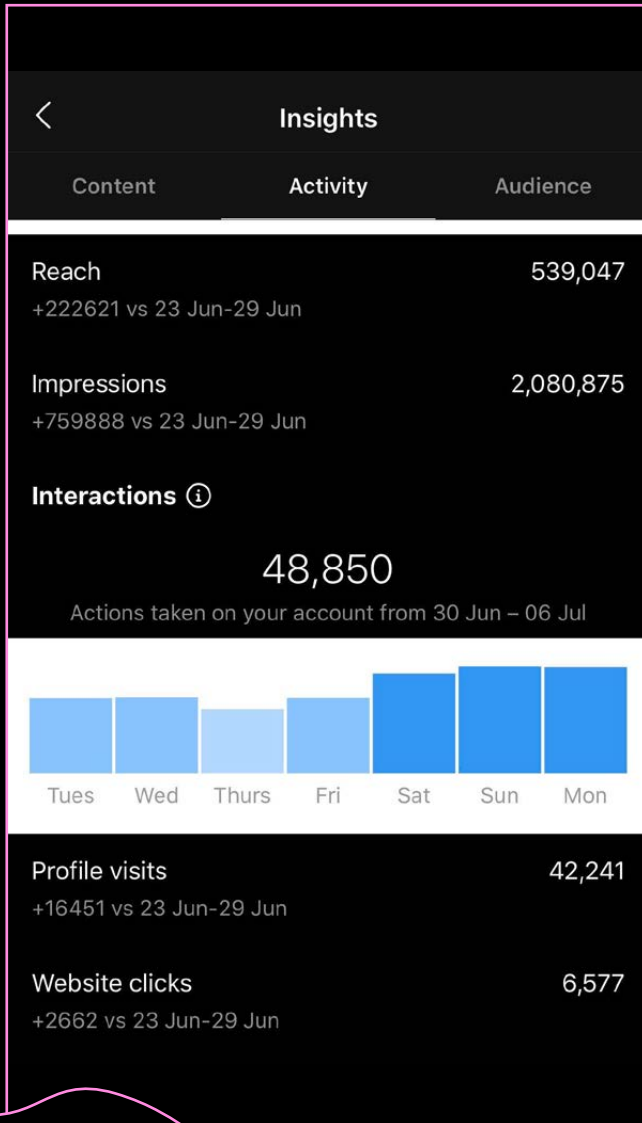 Insights
Content Activity Audience
Reach 539,047
+222621 vs 23 Jun-29 Jun
Impressions 2,080,875
+759888 vs 23 Jun-29 Jun
Interactions
48,850
Actions taken on your account from 30 Jun – 06 Jul
Tues Wed Thurs Fri Sat Sun Mon
Profile visits 42,241
+16451 vs 23 Jun-29 Jun
Website clicks 6,577
+2662 vs 23 Jun-29 Jun